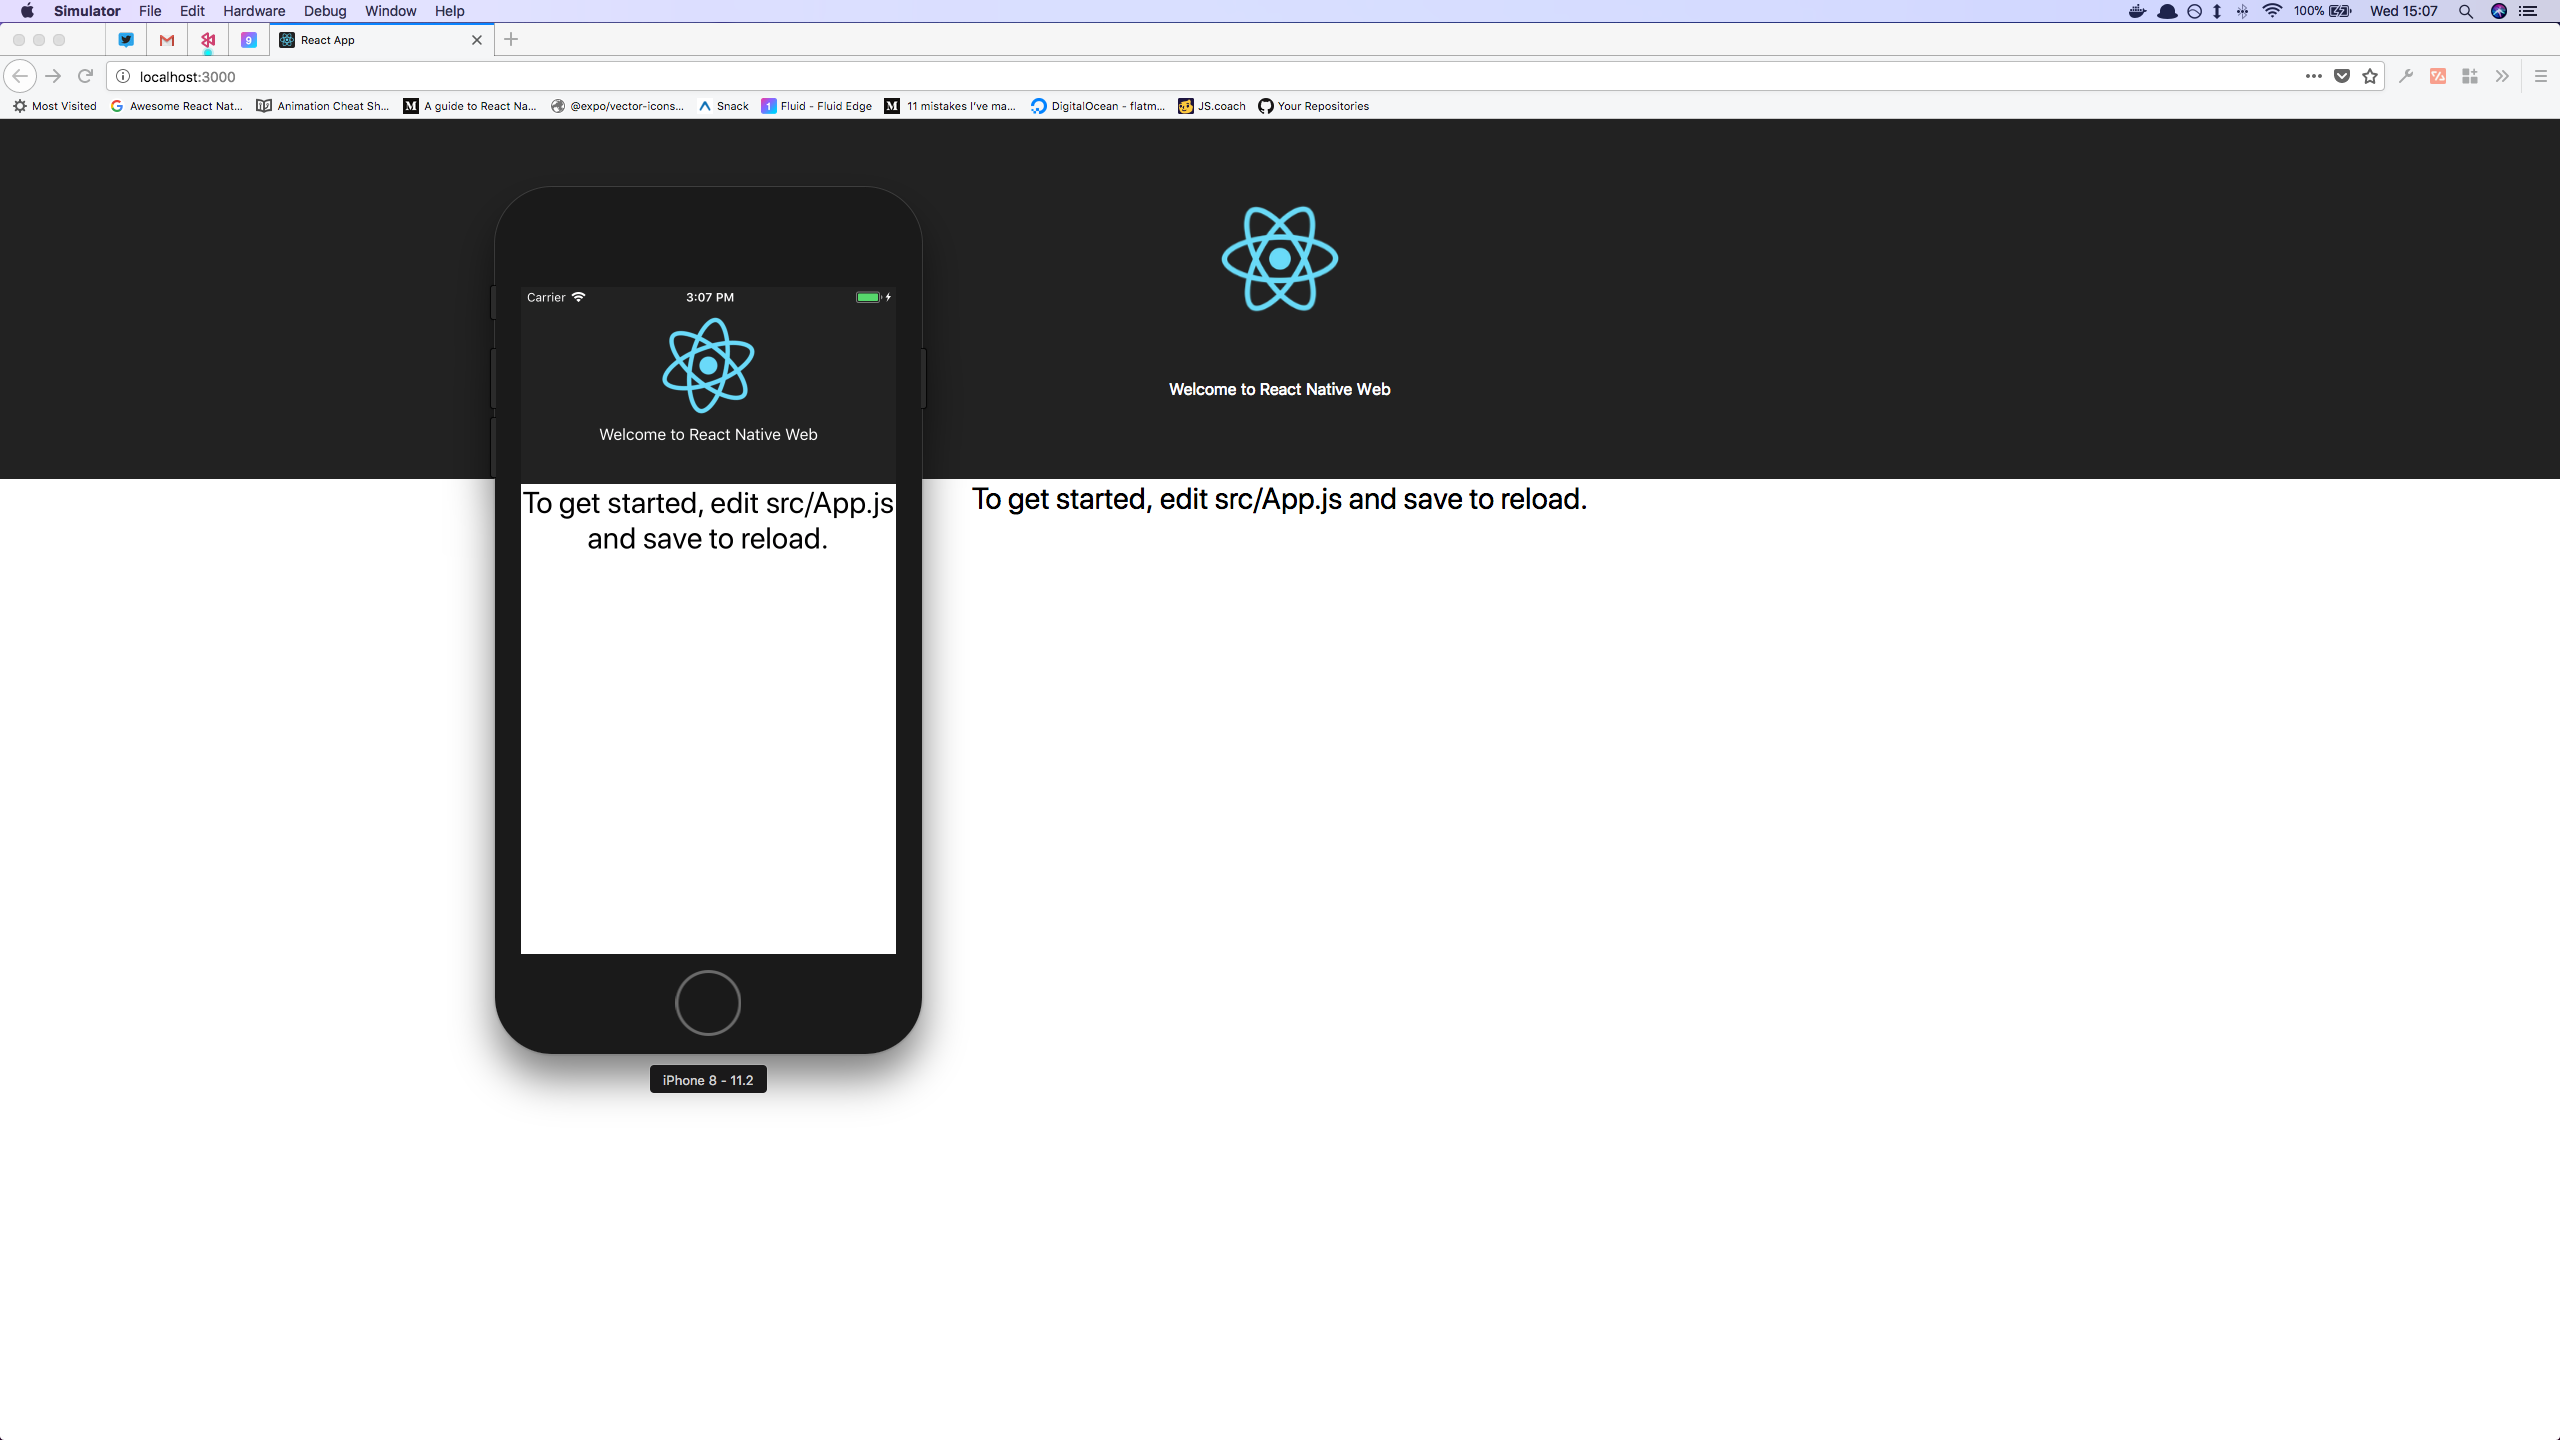 Simulator File Edit Hardware Debug Window Help 100% Wed 15:07
9 React App
localhost:3000
Most Visited Awesome React Nat... Animation Cheat Sh... M A guide to React Na... @expo/vector-icons... Snack 1 Fluid - Fluid Edge M 11 mistakes I've ma... DigitalOcean - flatm... JS.coach Your Repositories
Carrier 3:07 PM
Welcome to React Native Web
To get started, edit src/App.js
and save to reload.
iPhone 8 - 11.2
Welcome to React Native Web
To get started, edit src/App.js and save to reload.